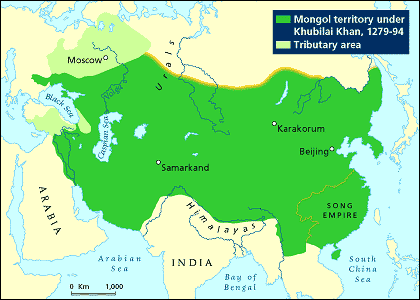 Mongol territory under
Khubilai Khan, 1279-94
Tributary area
Moscow
Urals
Volga
Black Sea
Caspian Sea
Karakorum
Beijing
Samarkand
SONG
EMPIRE
Himalayas
ARABIA
Arabian
Sea
INDIA
Bay of
Bengal
South
China
Sea
0 Km 1,000